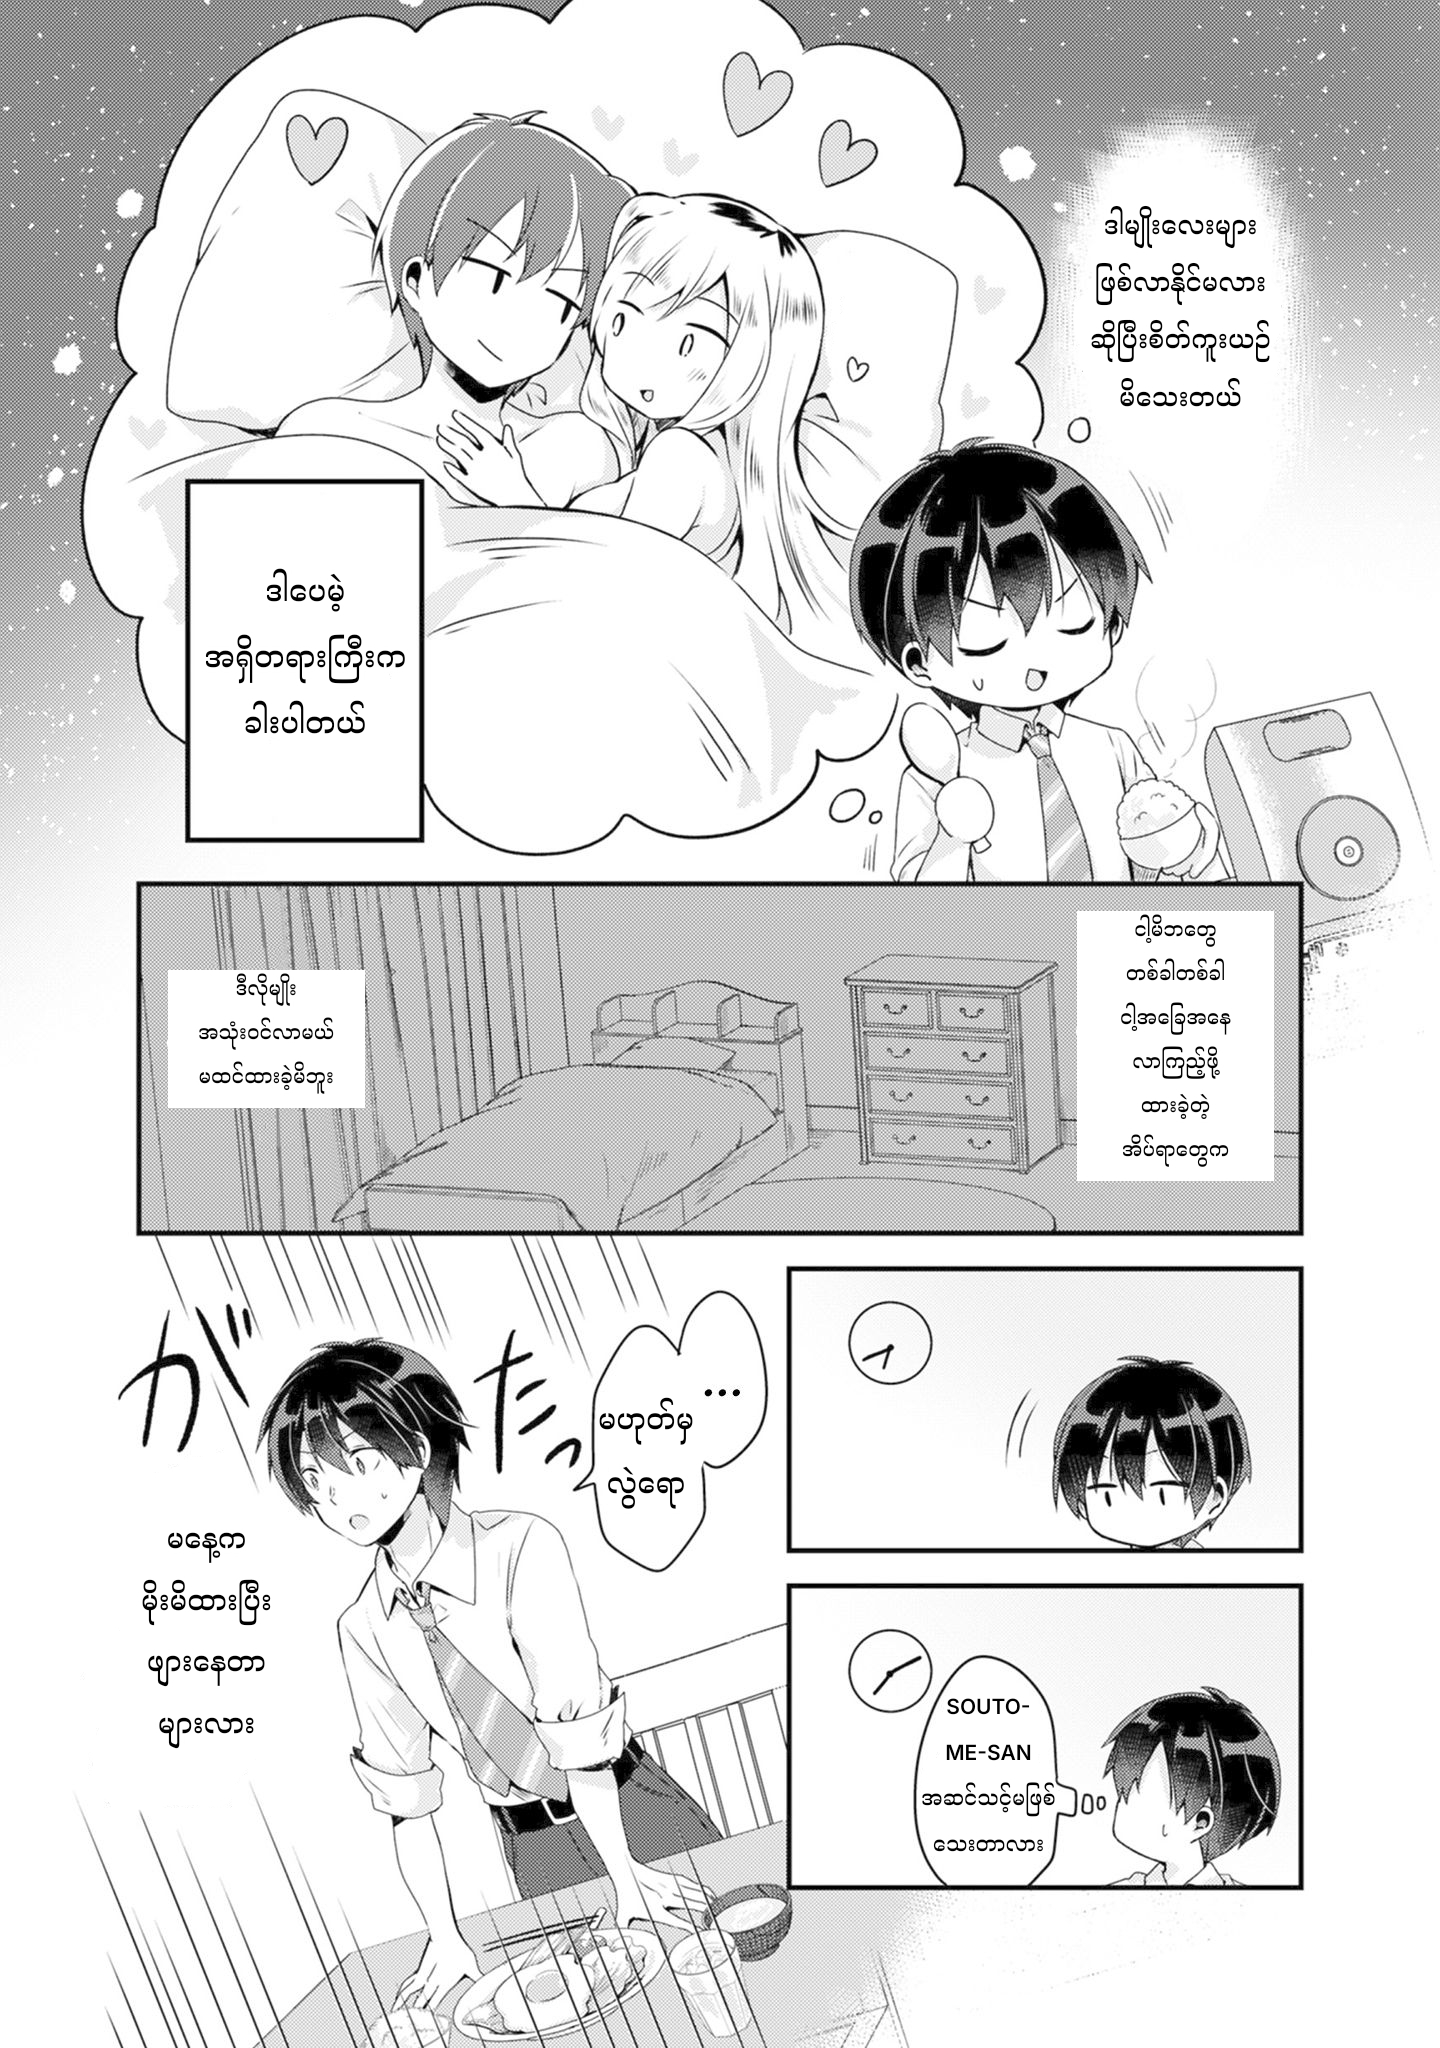 ဒါမျိုးလေးများ
ဖြစ်လာနိုင်မလား
ဆိုပြီးစိတ်ကူးယဉ်
မိသေးတယ်
ဒါပေမဲ့
အရှိတရားကြီးက
ခါးပါတယ်
ငါ့မိဘတွေ
တစ်ခါတစ်ခါ
ငါ့အခြေအနေ
လာကြည့်ဖို့
ထားခဲ့တဲ့
အိပ်ရာတွေက
ဒီလိုမျိုး
အသုံးဝင်လာမယ်
မထင်ထားခဲ့မိဘူး
SOUTO-
ME-SAN
အဆင်သင့်မဖြစ်
သေးတာလား
...
မဟုတ်မှ
လွဲရော
ガタッ
မနေ့က
မိုးမိထားပြီး
ဖျားနေတာ
များလား